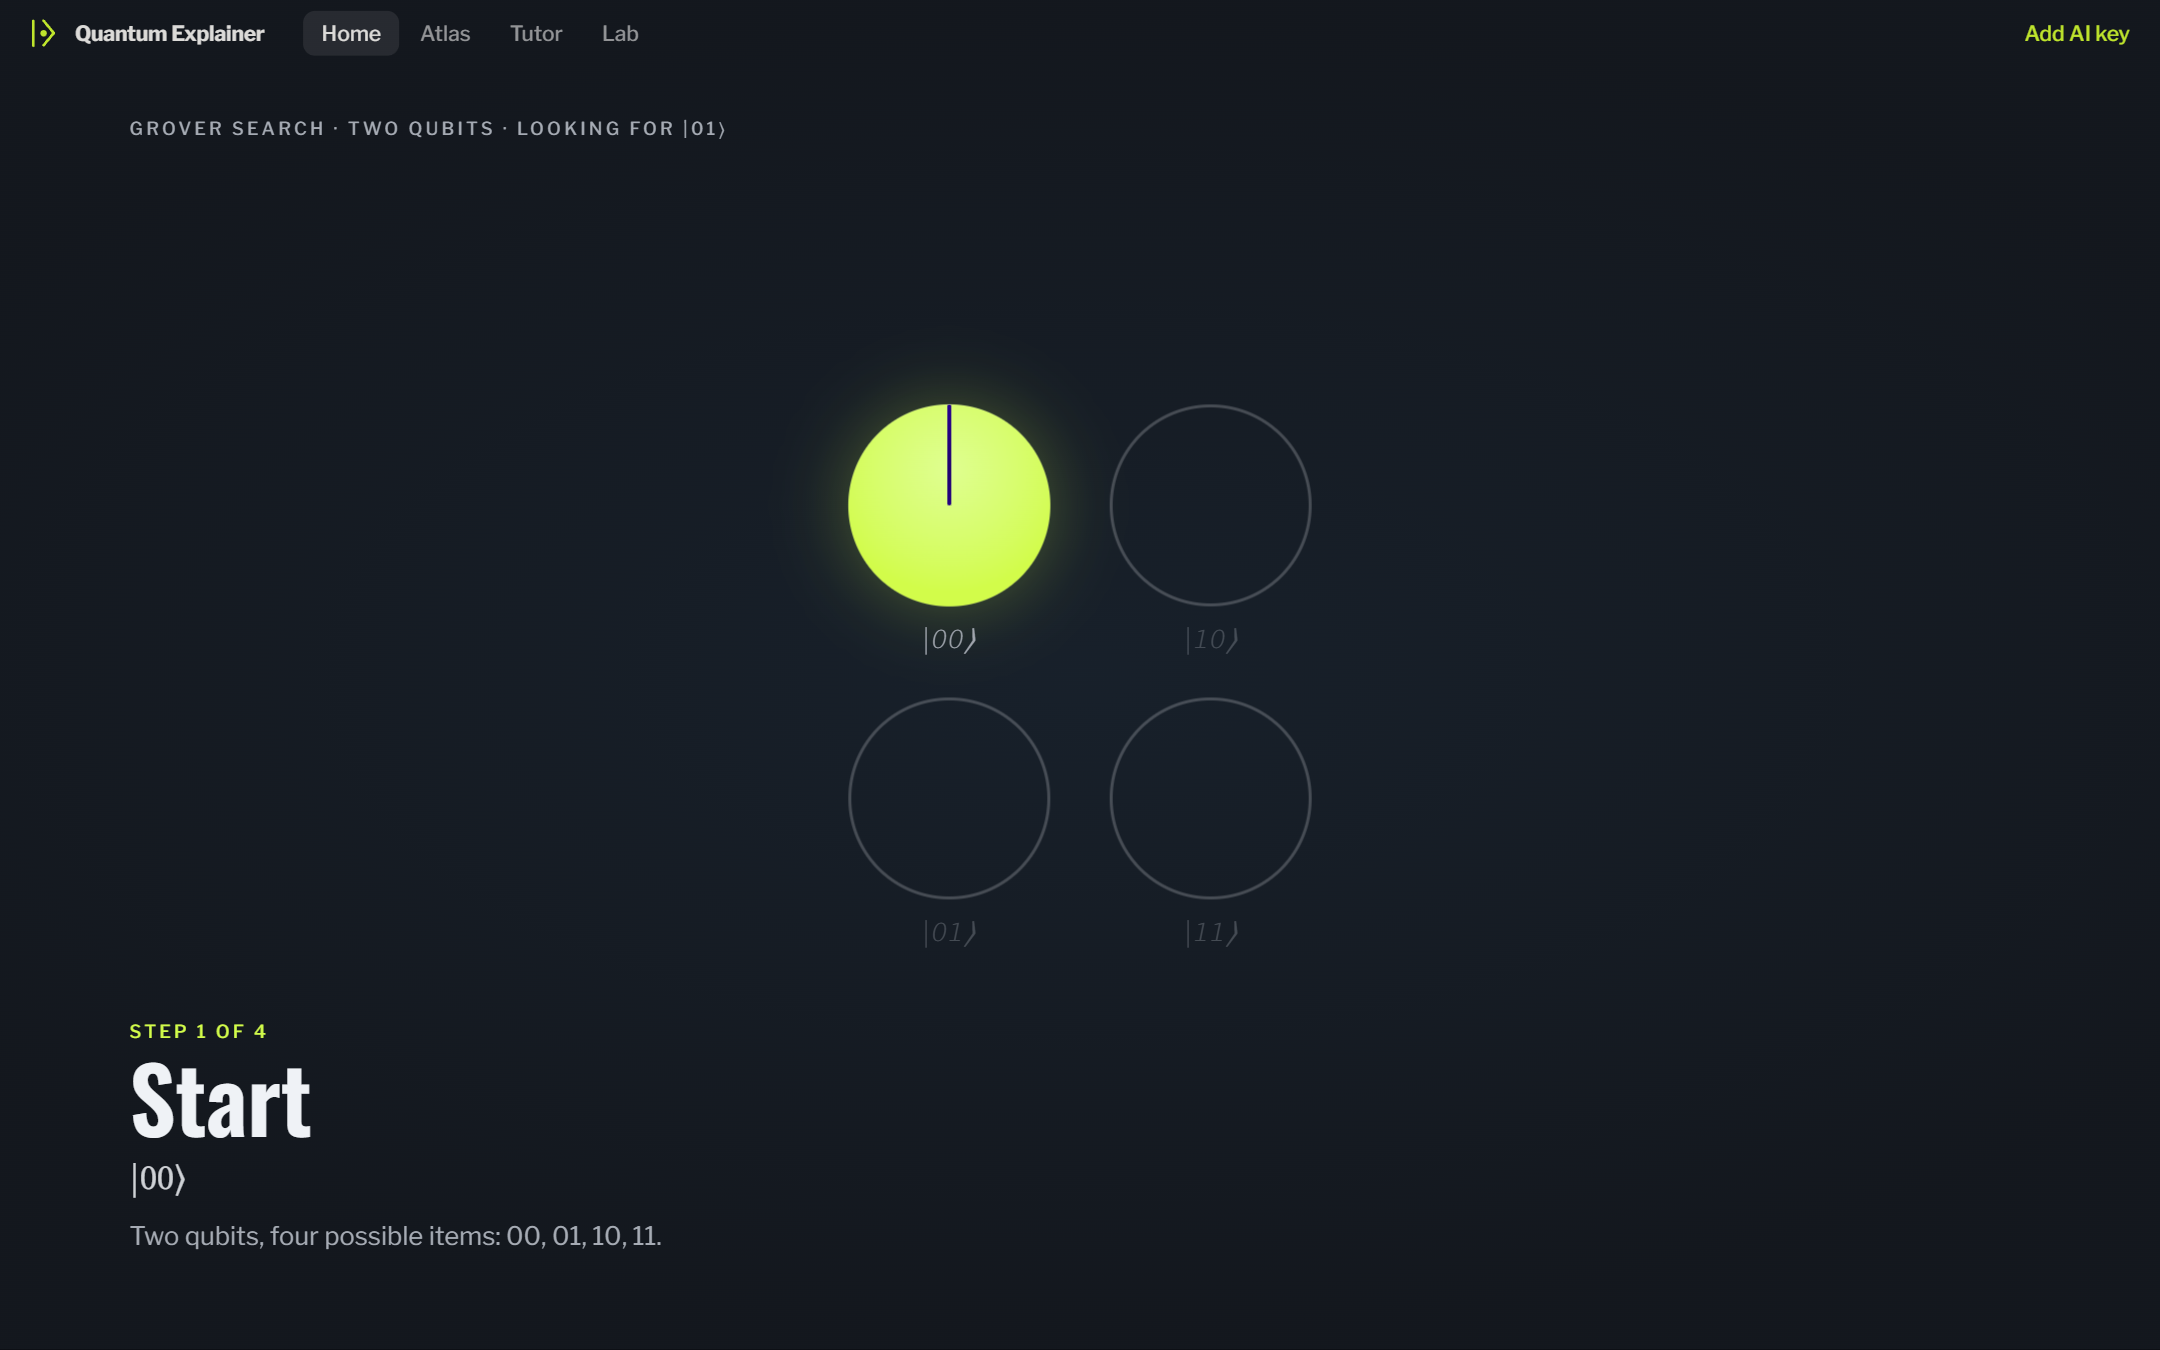 Quantum Explainer Home Atlas Tutor Lab Add AI key
GROVER SEARCH · TWO QUBITS · LOOKING FOR |01⟩
|00⟩ |10⟩
|01⟩ |11⟩
STEP 1 OF 4
Start
|00⟩
Two qubits, four possible items: 00, 01, 10, 11.